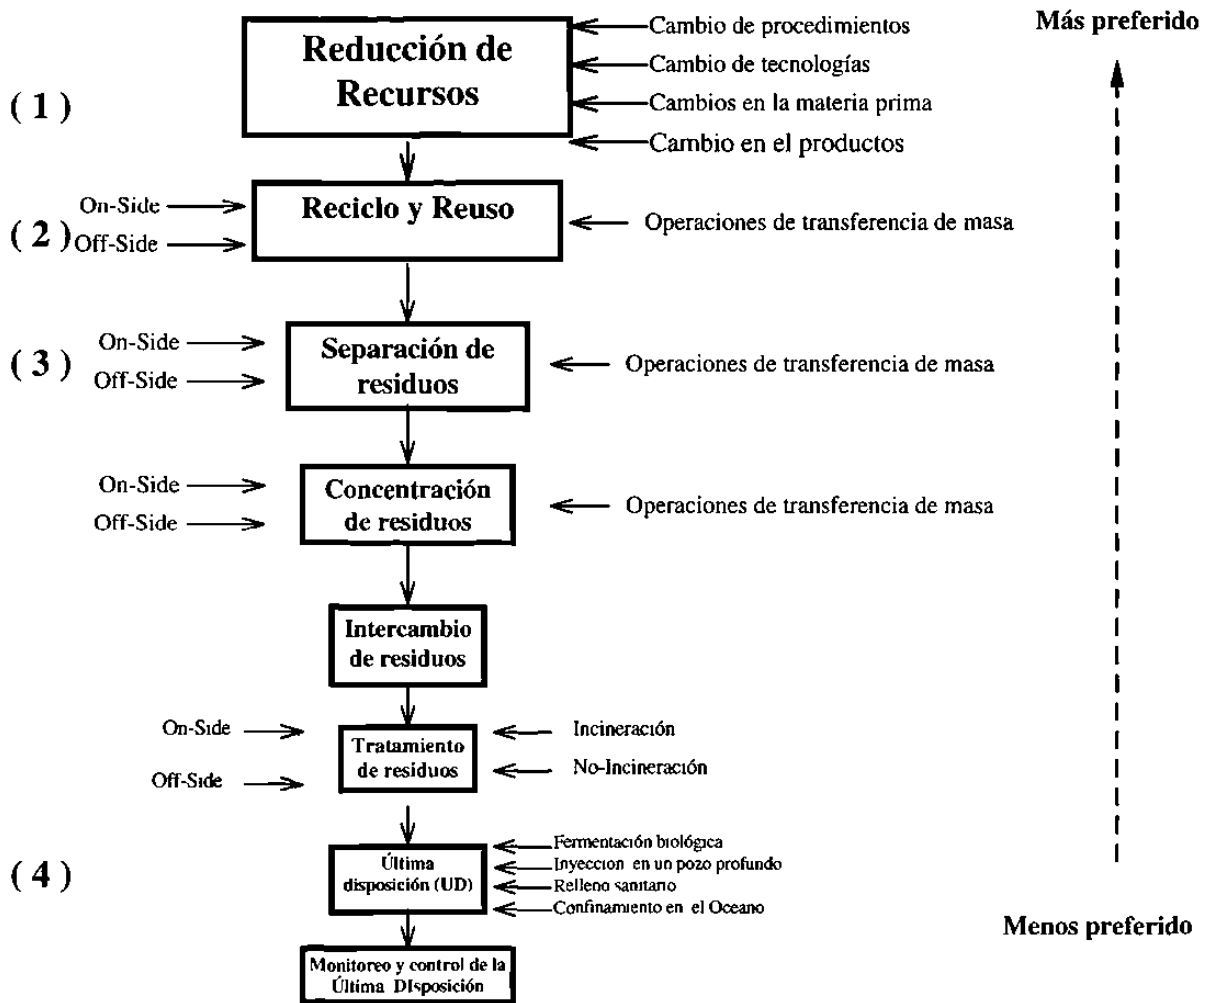 Más preferido
Reducción de
Recursos
Cambio de procedimientos
Cambio de tecnologías
Cambios en la materia prima
Cambio en el productos
( 1 )
Reciclo y Reuso
On-Side
Off-Side
( 2 )
Operaciones de transferencia de masa
Separación de
residuos
On-Side
Off-Side
( 3 )
Operaciones de transferencia de masa
Concentración
de residuos
On-Side
Off-Side
Operaciones de transferencia de masa
Intercambio
de residuos
On-Side
Off-Side
Tratamiento
de residuos
Incineración
No-Incineración
( 4 )
Última
disposición (UD)
Fermentación biológica
Inyeccion en un pozo profundo
Relleno sanitario
Confinamiento en el Oceano
Menos preferido
Monitoreo y control de la
Última DIsposición